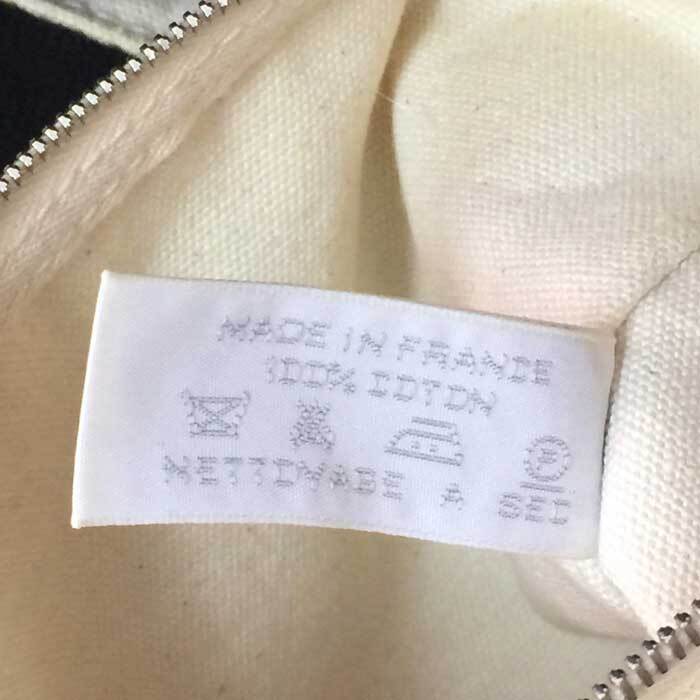 MADE IN FRANCE
100% COTON
NETTOYAGE A SEC